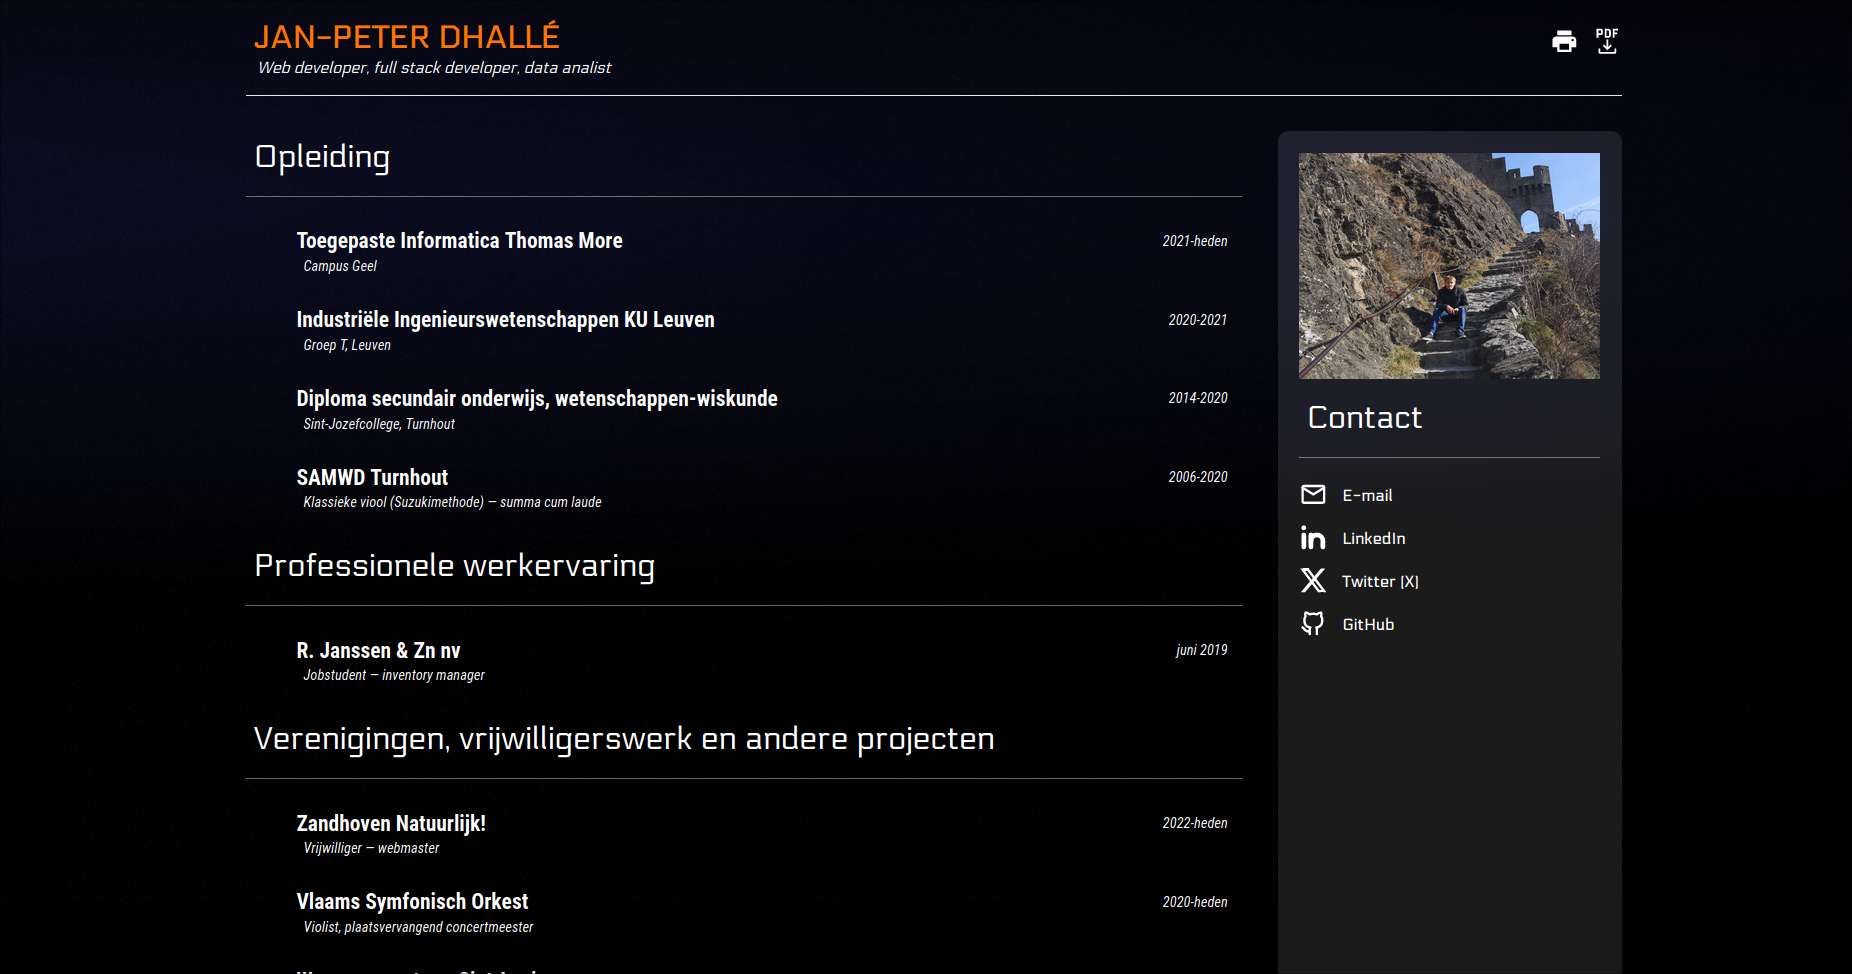 JAN-PETER DHALLÉ
Web developer, full stack developer, data analist
PDF
Opleiding
Toegepaste Informatica Thomas More
2021-heden
Campus Geel
Industriële Ingenieurswetenschappen KU Leuven
2020-2021
Groep T, Leuven
Diploma secundair onderwijs, wetenschappen-wiskunde
2014-2020
Sint-Jozefcollege, Turnhout
SAMWD Turnhout
2006-2020
Klassieke viool (Suzukimethode) – summa cum laude
Professionele werkervaring
R. Janssen & Zn nv
juni 2019
Jobstudent – inventory manager
Verenigingen, vrijwilligerswerk en andere projecten
Zandhoven Natuurlijk!
2022-heden
Vrijwilliger – webmaster
Vlaams Symfonisch Orkest
2020-heden
Violist, plaatsvervangend concertmeester
Contact
E-mail
LinkedIn
Twitter (X)
GitHub